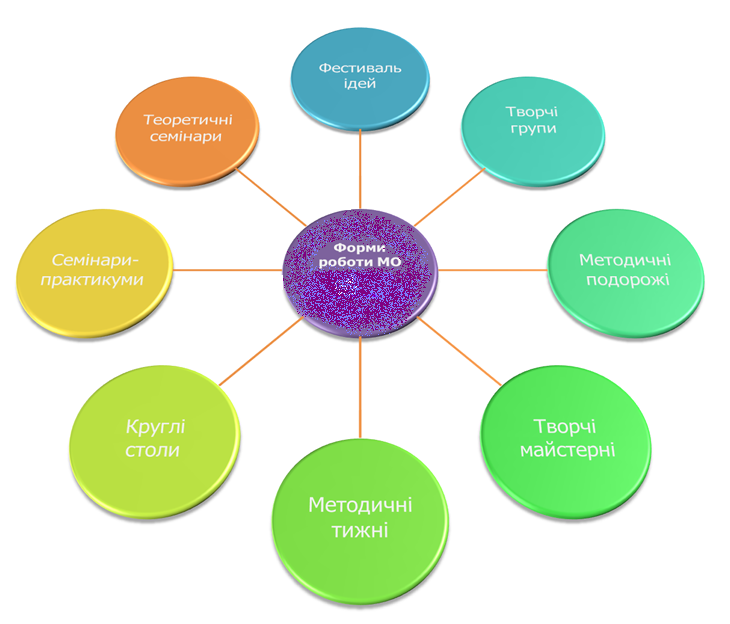 Фестиваль
ідей
Теоретичні
семінари
Творчі
групи
Форми
роботи МО
Семінари-
практикуми
Методичні
подорожі
Круглі
столи
Творчі
майстерні
Методичні
тижні